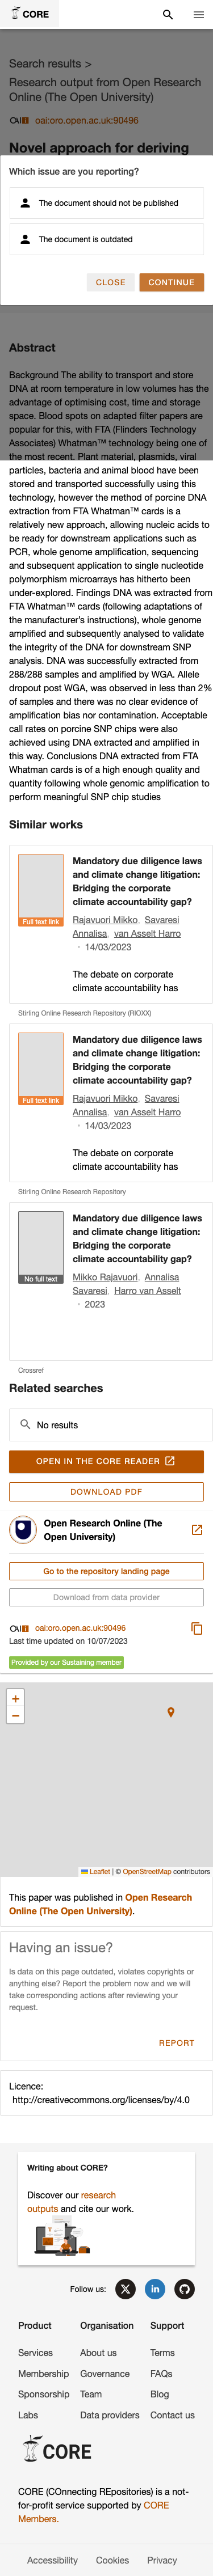 CORE
Search results >
Research output from Open Research
Online (The Open University)
OAI oai:oro.open.ac.uk:90496
Novel approach for deriving
Which issue are you reporting?
The document should not be published
The document is outdated
CLOSE
CONTINUE
Abstract
Background The ability to transport and store
DNA at room temperature in low volumes has the
advantage of optimising cost, time and storage
space. Blood spots on adapted filter papers are
popular for this, with FTA (Flinders Technology
Associates) Whatman™ technology being one of
the most recent. Plant material, plasmids, viral
particles, bacteria and animal blood have been
stored and transported successfully using this
technology, however the method of porcine DNA
extraction from FTA Whatman™ cards is a
relatively new approach, allowing nucleic acids to
be ready for downstream applications such as
PCR, whole genome amplification, sequencing
and subsequent application to single nucleotide
polymorphism microarrays has hitherto been
under-explored. Findings DNA was extracted from
FTA Whatman™ cards (following adaptations of
the manufacturer’s instructions), whole genome
amplified and subsequently analysed to validate
the integrity of the DNA for downstream SNP
analysis. DNA was successfully extracted from
288/288 samples and amplified by WGA. Allele
dropout post WGA, was observed in less than 2%
of samples and there was no clear evidence of
amplification bias nor contamination. Acceptable
call rates on porcine SNP chips were also
achieved using DNA extracted and amplified in
this way. Conclusions DNA extracted from FTA
Whatman cards is of a high enough quality and
quantity following whole genomic amplification to
perform meaningful SNP chip studies
Similar works
Full text link
Mandatory due diligence laws
and climate change litigation:
Bridging the corporate
climate accountability gap?
Rajavuori Mikko, Savaresi
Annalisa, van Asselt Harro
• 14/03/2023
The debate on corporate
climate accountability has
Stirling Online Research Repository (RIOXX)
Full text link
Mandatory due diligence laws
and climate change litigation:
Bridging the corporate
climate accountability gap?
Rajavuori Mikko, Savaresi
Annalisa, van Asselt Harro
• 14/03/2023
The debate on corporate
climate accountability has
Stirling Online Research Repository
No full text
Mandatory due diligence laws
and climate change litigation:
Bridging the corporate
climate accountability gap?
Mikko Rajavuori, Annalisa
Savaresi, Harro van Asselt
• 2023
Crossref
Related searches
No results
OPEN IN THE CORE READER
DOWNLOAD PDF
Open Research Online (The
Open University)
Go to the repository landing page
Download from data provider
OAI oai:oro.open.ac.uk:90496
Last time updated on 10/07/2023
Provided by our Sustaining member
+
−
Leaflet | © OpenStreetMap contributors
This paper was published in Open Research
Online (The Open University).
Having an issue?
Is data on this page outdated, violates copyrights or
anything else? Report the problem now and we will
take corresponding actions after reviewing your
request.
REPORT
Licence:
http://creativecommons.org/licenses/by/4.0
Writing about CORE?
Discover our research
outputs and cite our work.
Follow us:
in
Product Organisation Support
Services About us Terms
Membership Governance FAQs
Sponsorship Team Blog
Labs Data providers Contact us
CORE
CORE (COnnecting REpositories) is a not-
for-profit service supported by CORE
Members.
Accessibility Cookies Privacy